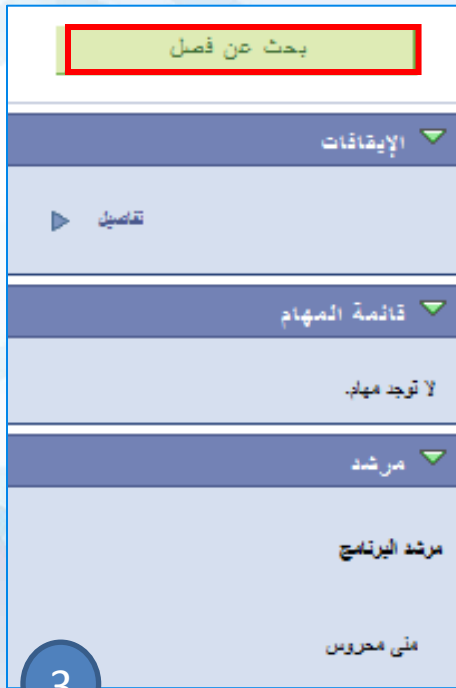 بحث عن فصل
الإيقافات
تفاصيل
قائمة المهام
لا توجد مهام.
مرشد
مرشد البرنامج
منى محروس
3